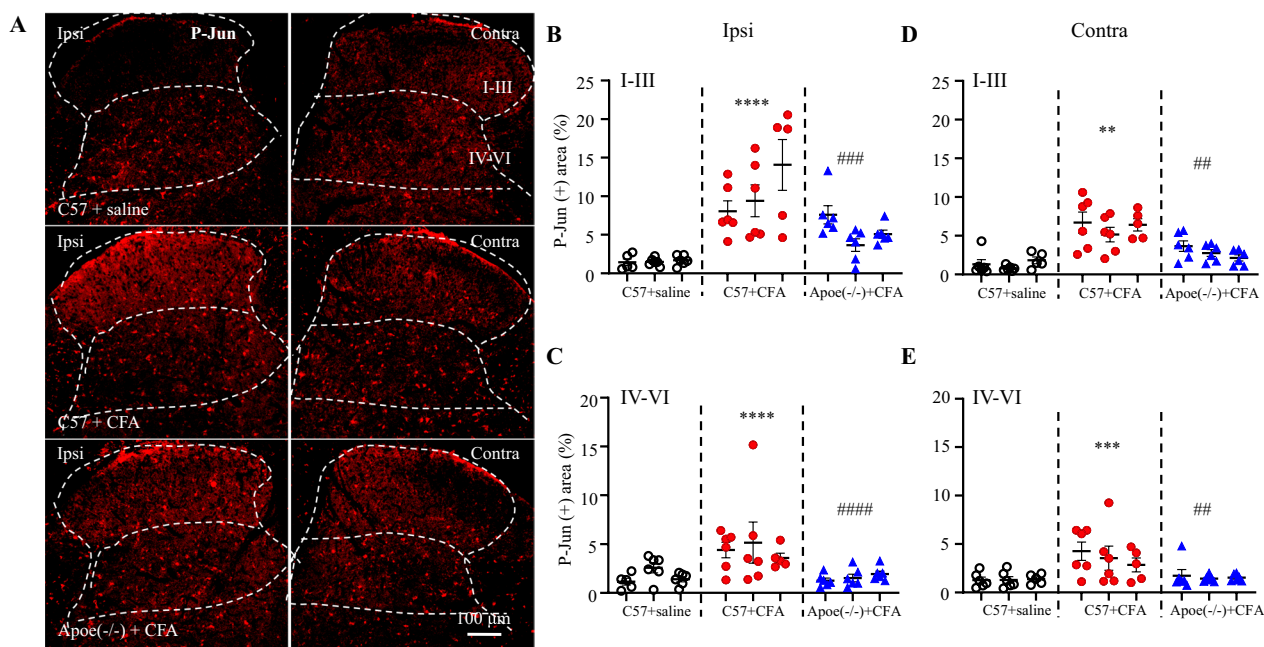 A
Ipsi
P-Jun
Contra
I-III
IV-VI
C57 + saline
Ipsi
Contra
C57 + CFA
Ipsi
Contra
Apoe(-/-) + CFA
100 μm
B
Ipsi
I-III
P-Jun (+) area (%)
25
20
15
10
5
0
****
###
C57+saline
C57+CFA
Apoe(-/-)+CFA
D
Contra
I-III
25
20
15
10
5
0
**
##
C57+saline
C57+CFA
Apoe(-/-)+CFA
C
IV-VI
P-Jun (+) area (%)
20
15
10
5
0
****
####
C57+saline
C57+CFA
Apoe(-/-)+CFA
E
IV-VI
20
15
10
5
0
***
##
C57+saline
C57+CFA
Apoe(-/-)+CFA